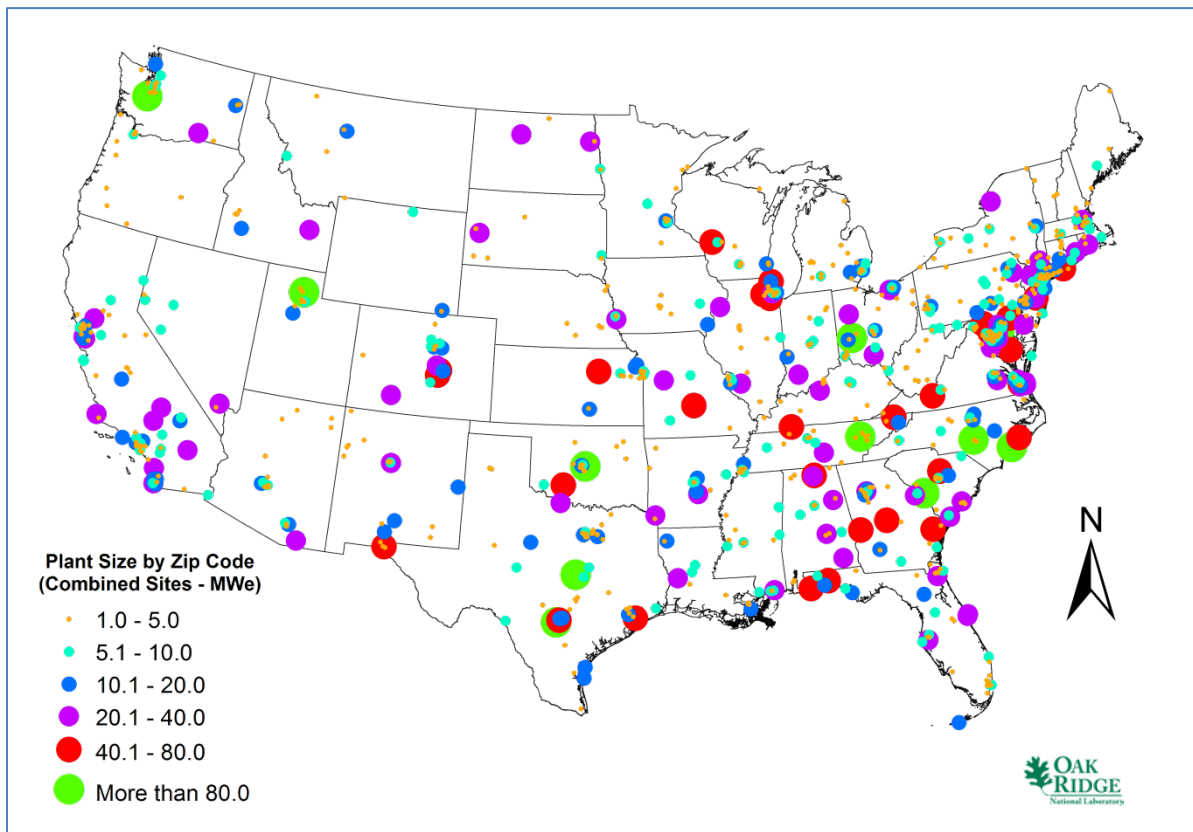 N
Plant Size by Zip Code
(Combined Sites - MWe)
1.0 - 5.0
5.1 - 10.0
10.1 - 20.0
20.1 - 40.0
40.1 - 80.0
More than 80.0
OAK
RIDGE
National Laboratory